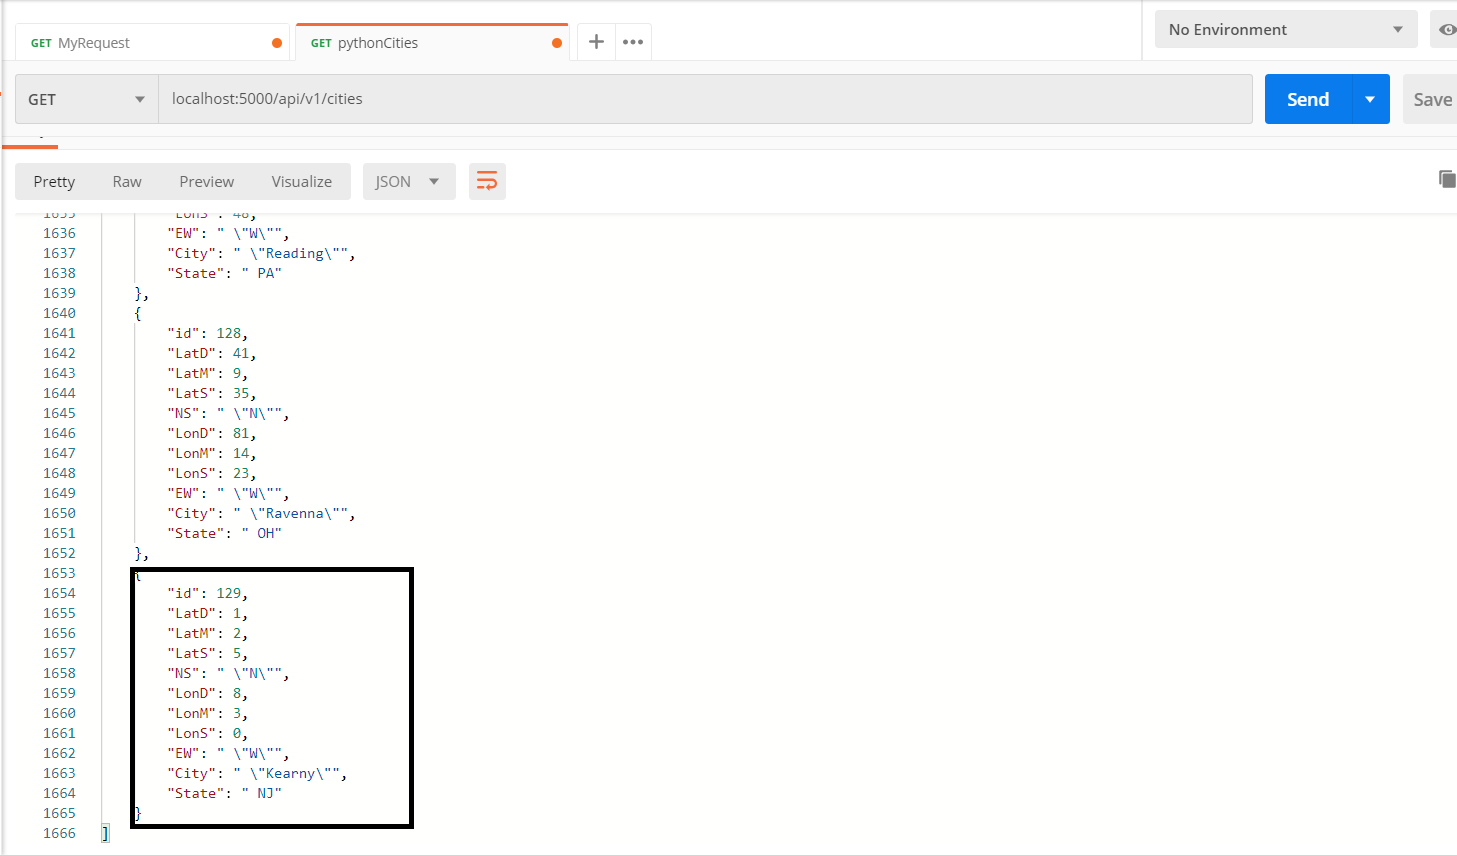 GET MyRequest
GET pythonCities
No Environment
GET
localhost:5000/api/v1/cities
Send
Save
Pretty Raw Preview Visualize JSON
1635 "LonS": 48,
1636 "EW": " \"W\"",
1637 "City": " \"Reading\"",
1638 "State": " PA"
1639 },
1640 {
1641 "id": 128,
1642 "LatD": 41,
1643 "LatM": 9,
1644 "LatS": 35,
1645 "NS": " \"N\"",
1646 "LonD": 81,
1647 "LonM": 14,
1648 "LonS": 23,
1649 "EW": " \"W\"",
1650 "City": " \"Ravenna\"",
1651 "State": " OH"
1652 },
1653 {
1654 "id": 129,
1655 "LatD": 1,
1656 "LatM": 2,
1657 "LatS": 5,
1658 "NS": " \"N\"",
1659 "LonD": 8,
1660 "LonM": 3,
1661 "LonS": 0,
1662 "EW": " \"W\"",
1663 "City": " \"Kearny\"",
1664 "State": " NJ"
1665 }
1666 ]